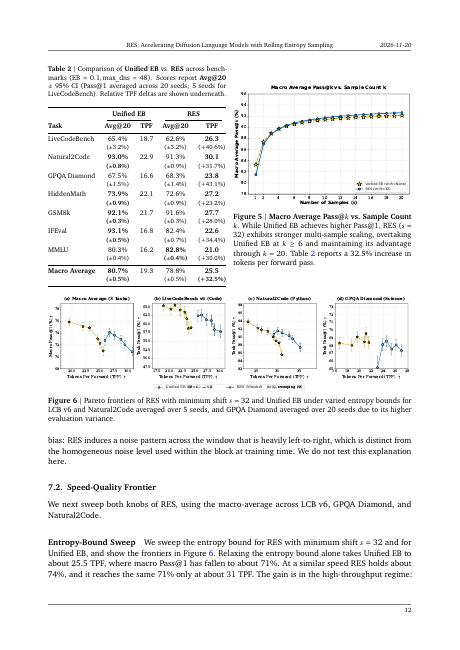 RES: Accelerating Diffusion Language Models with Rolling Entropy Sampling
2026-11-20
Table 2 | Comparison of Unified EB vs. RES across bench-
marks (EB = 0.1, max_dns = 48). Scores report Avg@20
± 95% CI (Pass@1 averaged across 20 seeds; 5 seeds for
LiveCodeBench). Relative TPF deltas are shown underneath.
Unified EB RES
Task Avg@20 TPF Avg@20 TPF
LiveCodeBench 65.4% 18.7 62.6% 26.3
(±3.2%) (±3.2%) (+40.6%)
Natural2Code 93.0% 22.9 91.3% 30.1
(±0.8%) (±0.9%) (+31.7%)
GPQA Diamond 67.5% 16.6 68.3% 23.8
(±1.5%) (±1.4%) (+43.1%)
HiddenMath 73.9% 22.1 72.6% 27.2
(±0.9%) (±0.9%) (+23.2%)
GSM8k 92.1% 21.7 91.6% 27.7
(±0.3%) (±0.3%) (+28.0%)
IFEval 93.1% 16.8 92.4% 22.6
(±0.5%) (±0.7%) (+34.4%)
MMLU 80.3% 16.2 82.8% 21.0
(±0.4%) (±0.4%) (+30.0%)
Macro Average 80.7% 19.3 78.8% 25.5
(±0.5%) (±0.5%) (+32.5%)
Macro Average Pass@k vs. Sample Count k
Macro Average Pass@k (%)
Number of Samples (s)
Figure 5 | Macro Average Pass@k vs. Sample Count
k. While Unified EB achieves higher Pass@1, RES (s =
32) exhibits stronger multi-sample scaling, overtaking
Unified EB at k ≥ 6 and maintaining its advantage
through k = 20. Table 2 reports a 32.5% increase in
tokens per forward pass.
(a) Macro Average (3 Tasks)
(b) LiveCodeBench v6 (Code)
(c) Natural2Code (Python)
(d) GPQA Diamond (Science)
Tokens Per Forward (TPF) → Tokens Per Forward (TPF) → Tokens Per Forward (TPF) → Tokens Per Forward (TPF) →
Figure 6 | Pareto frontiers of RES with minimum shift s = 32 and Unified EB under varied entropy bounds for
LCB v6 and Natural2Code averaged over 5 seeds, and GPQA Diamond averaged over 20 seeds due to its higher
evaluation variance.
bias: RES induces a noise pattern across the window that is heavily left-to-right, which is distinct from
the homogeneous noise level used within the block at training time. We do not test this explanation
here.
7.2. Speed-Quality Frontier
We next sweep both knobs of RES, using the macro-average across LCB v6, GPQA Diamond, and
Natural2Code.
Entropy-Bound Sweep We sweep the entropy bound for RES with minimum shift s = 32 and for
Unified EB, and show the frontiers in Figure 6. Relaxing the entropy bound alone takes Unified EB to
about 25.5 TPF, where macro Pass@1 has fallen to about 71%. At a similar speed RES holds about
74%, and it reaches the same 71% only at about 31 TPF. The gain is in the high-throughput regime:
12